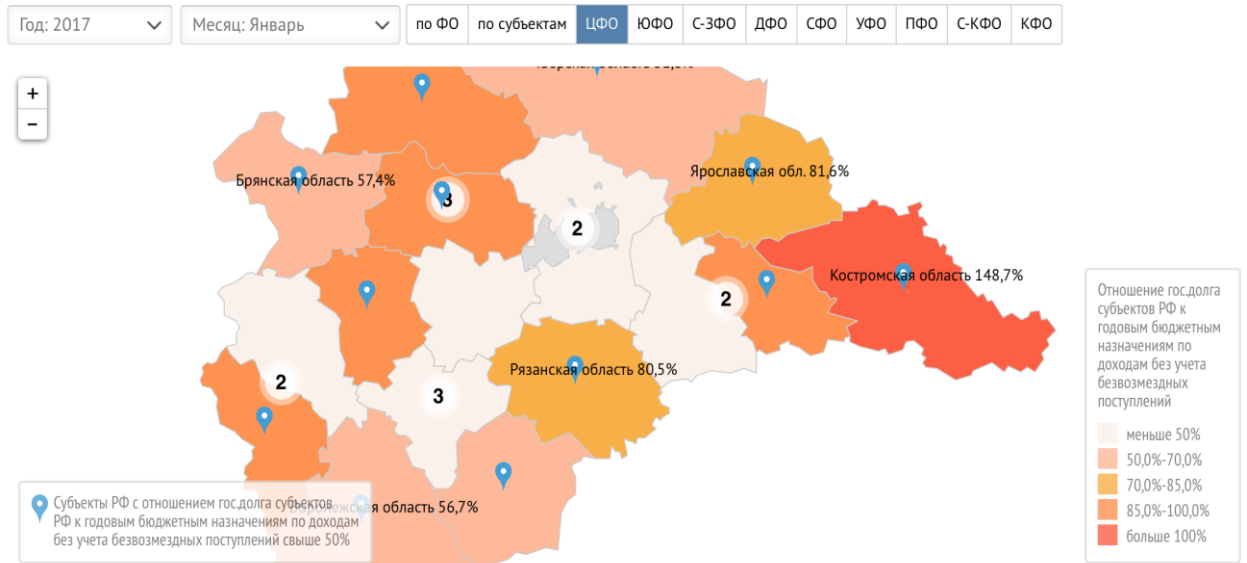 Год: 2017
Месяц: Январь
по ФО
по субъектам
ЦФО
ЮФО
С-ЗФО
ДФО
СФО
УФО
ПФО
С-КФО
КФО
+
−
Ярославская обл. 81,6%
Брянская область 57,4%
3
2
Костромская область 148,7%
2
Рязанская область 80,5%
2
3
область 56,7%
Субъекты РФ с отношением гос.долга субъектов
РФ к годовым бюджетным назначениям по доходам
без учета безвозмездных поступлений свыше 50%
Отношение гос.долга
субъектов РФ к
годовым бюджетным
назначениям по
доходам без учета
безвозмездных
поступлений
меньше 50%
50,0%-70,0%
70,0%-85,0%
85,0%-100,0%
больше 100%